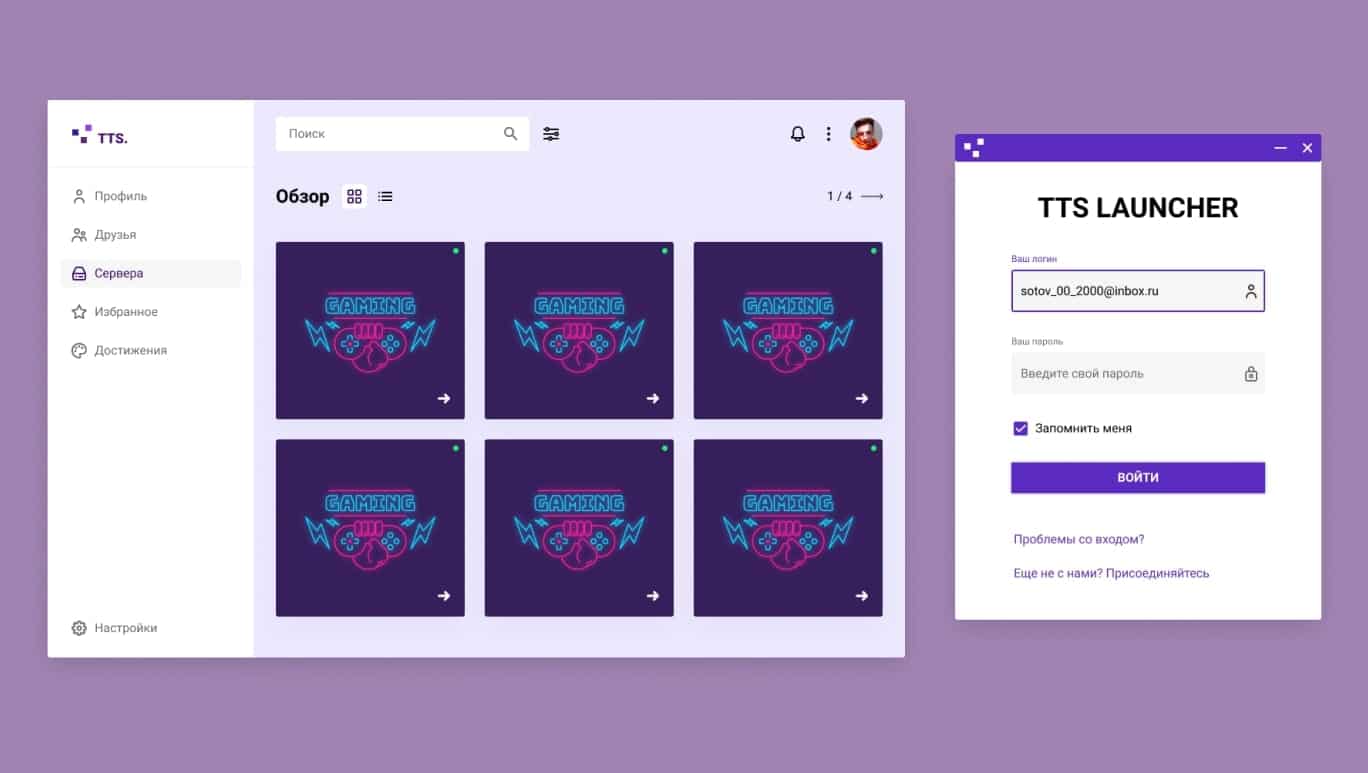 TTS.
Профиль
Друзья
Сервера
Избранное
Достижения
Настройки
Поиск
Обзор
1 / 4
GAMING
GAMING
GAMING
GAMING
GAMING
GAMING
TTS LAUNCHER
Ваш логин
sotov_00_2000@inbox.ru
Ваш пароль
Введите свой пароль
Запомнить меня
ВОЙТИ
Проблемы со входом?
Еще не с нами? Присоединяйтесь